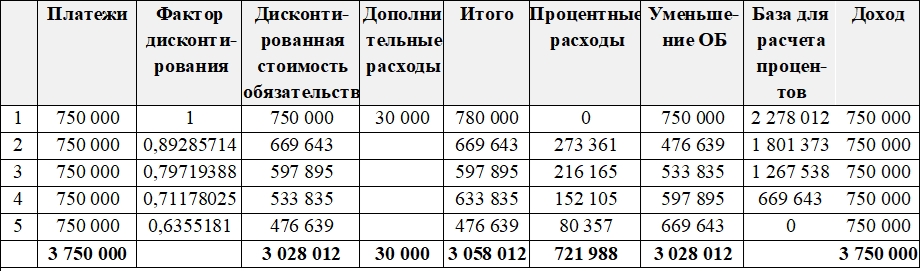 Платежи
Фактор
дисконти-
рования
Дисконти-
рованная
стоимость
обязательств
Дополни
тельные
расходы
Итого
Процентные
расходы
Уменьше-
ние ОБ
База для
расчета
процен-
тов
Доход
1 750 000 1 750 000 30 000 780 000 0 750 000 2 278 012 750 000
2 750 000 0,89285714 669 643 669 643 273 361 476 639 1 801 373 750 000
3 750 000 0,79719388 597 895 597 895 216 165 533 835 1 267 538 750 000
4 750 000 0,71178025 533 835 633 835 152 105 597 895 669 643 750 000
5 750 000 0,6355181 476 639 476 639 80 357 669 643 0 750 000
3 750 000 3 028 012 30 000 3 058 012 721 988 3 028 012 3 750 000